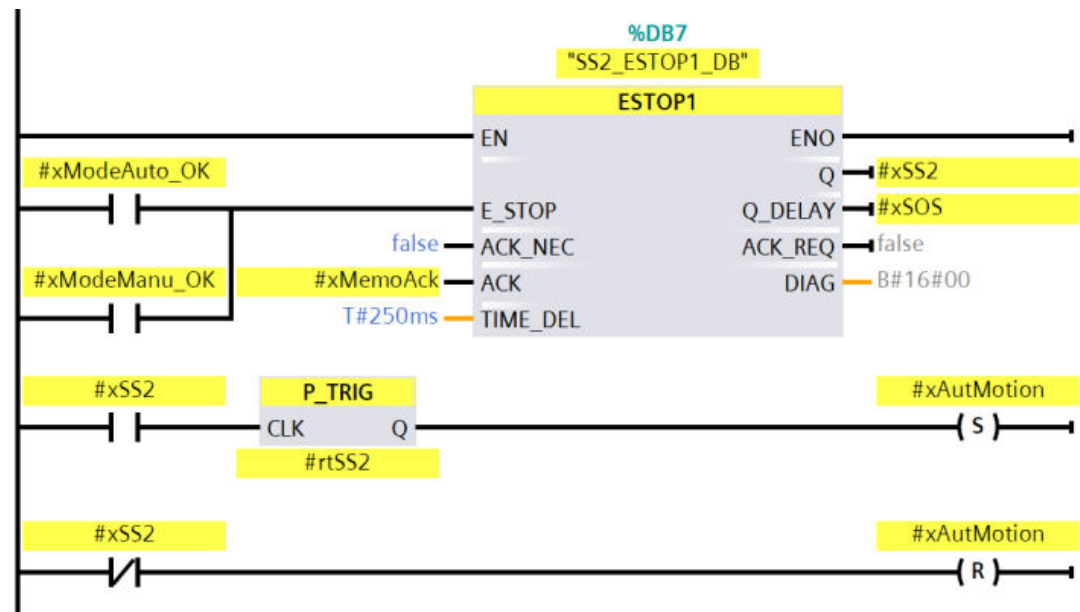 %DB7
"SS2_ESTOP1_DB"
ESTOP1
EN ENO
#xModeAuto_OK
Q #xSS2
E_STOP Q_DELAY #xSOS
false ACK_NEC ACK_REQ false
#xModeManu_OK #xMemoAck ACK DIAG B#16#00
T#250ms TIME_DEL
#xSS2 P_TRIG #xAutMotion
CLK Q S
#rtSS2
#xSS2 #xAutMotion
R